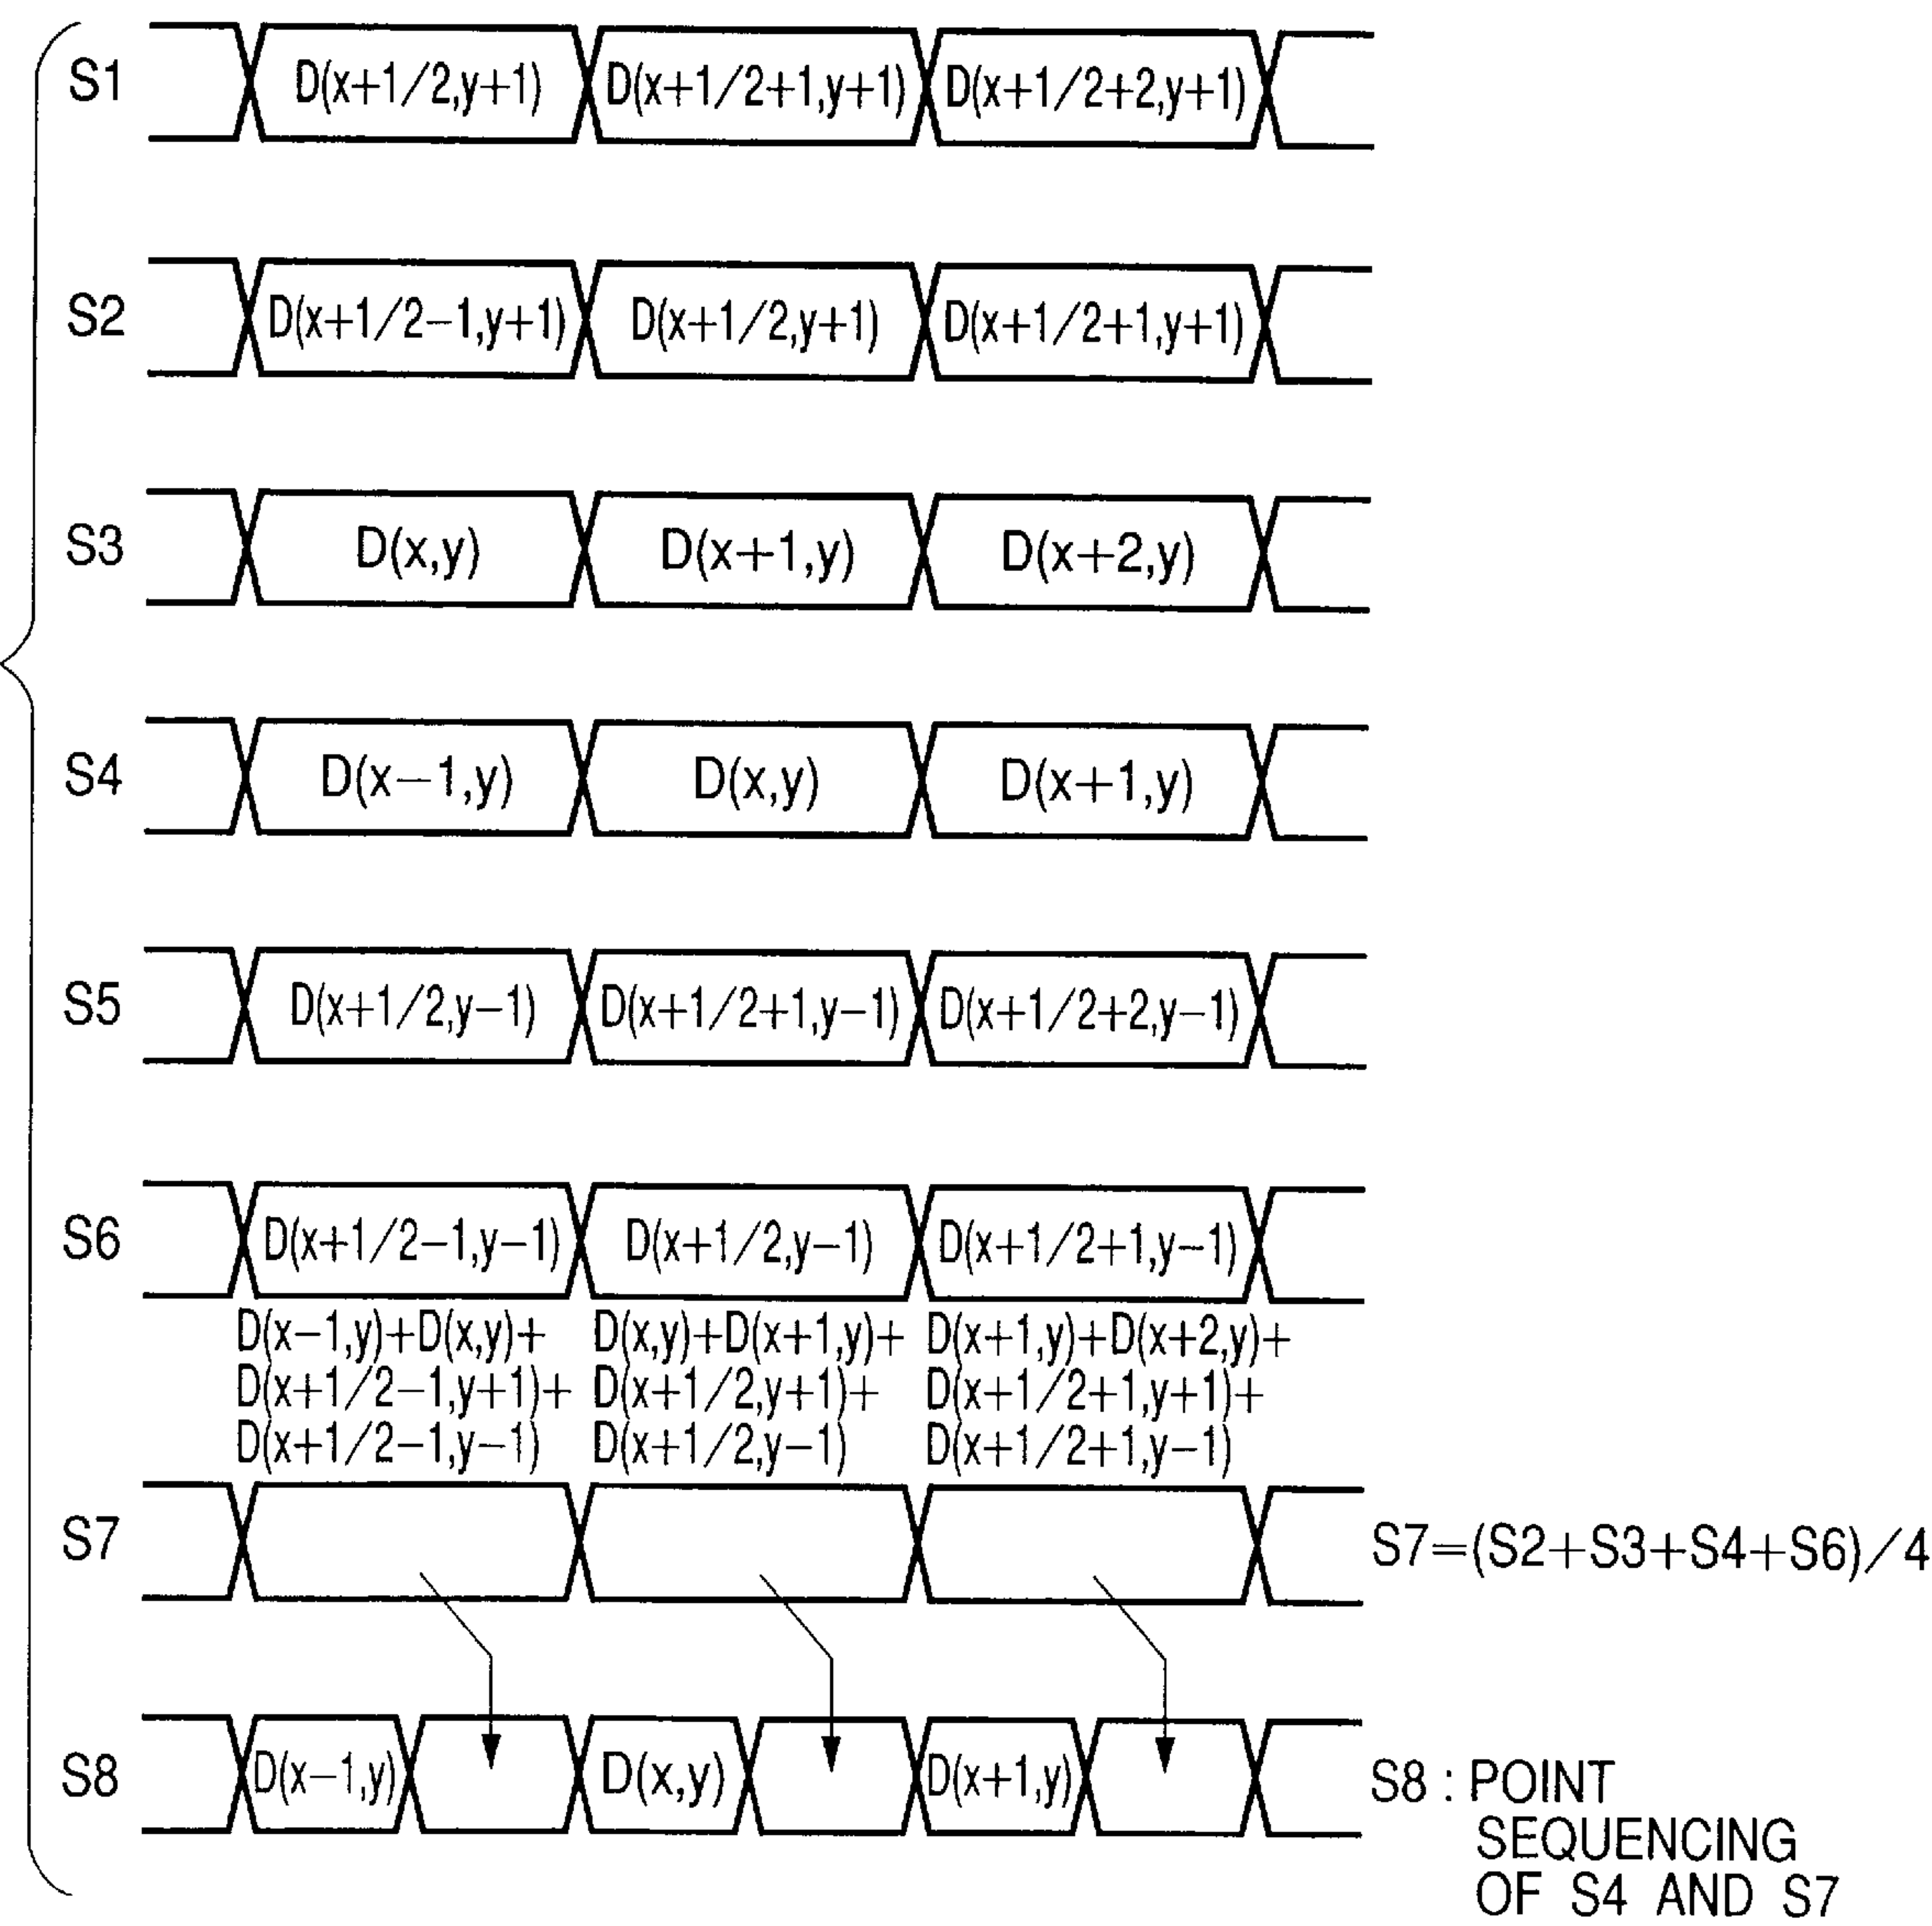 S1 D(x+1/2,y+1) D(x+1/2+1,y+1) D(x+1/2+2,y+1)
S2 D(x+1/2−1,y+1) D(x+1/2,y+1) D(x+1/2+1,y+1)
S3 D(x,y) D(x+1,y) D(x+2,y)
S4 D(x−1,y) D(x,y) D(x+1,y)
S5 D(x+1/2,y−1) D(x+1/2+1,y−1) D(x+1/2+2,y−1)
S6 D(x+1/2−1,y−1) D(x+1/2,y−1) D(x+1/2+1,y−1)
D(x−1,y)+D(x,y)+ D(x,y)+D(x+1,y)+ D(x+1,y)+D(x+2,y)+
D(x+1/2−1,y+1)+ D(x+1/2,y+1)+ D(x+1/2+1,y+1)+
D(x+1/2−1,y−1) D(x+1/2,y−1) D(x+1/2+1,y−1)
S7 S7=(S2+S3+S4+S6)/4
S8 D(x−1,y) D(x,y) D(x+1,y) S8 : POINT
SEQUENCING
OF S4 AND S7